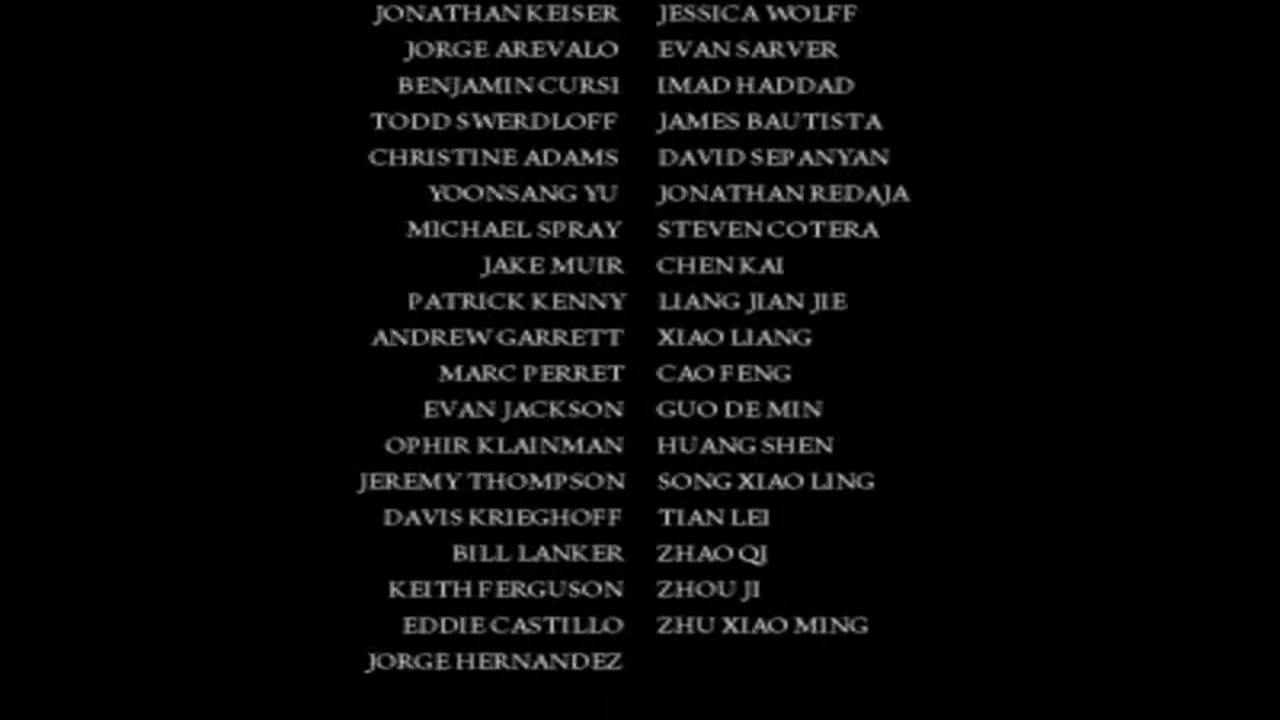 JONATHAN KEISER JESSICA WOLFF
JORGE AREVALO EVAN SARVER
BENJAMIN CURSI IMAD HADDAD
TODD SWERDLOFF JAMES BAUTISTA
CHRISTINE ADAMS DAVID SEPANYAN
YOONSANG YU JONATHAN REDAJA
MICHAEL SPRAY STEVEN COTERA
JAKE MUIR CHEN KAI
PATRICK KENNY LIANG JIAN JIE
ANDREW GARRETT XIAO LIANG
MARC PERRET CAO FENG
EVAN JACKSON GUO DE MIN
OPHIR KLAINMAN HUANG SHEN
JEREMY THOMPSON SONG XIAO LING
DAVIS KRIEGHOFF TIAN LEI
BILL LANKER ZHAO QI
KEITH FERGUSON ZHOU JI
EDDIE CASTILLO ZHU XIAO MING
JORGE HERNANDEZ